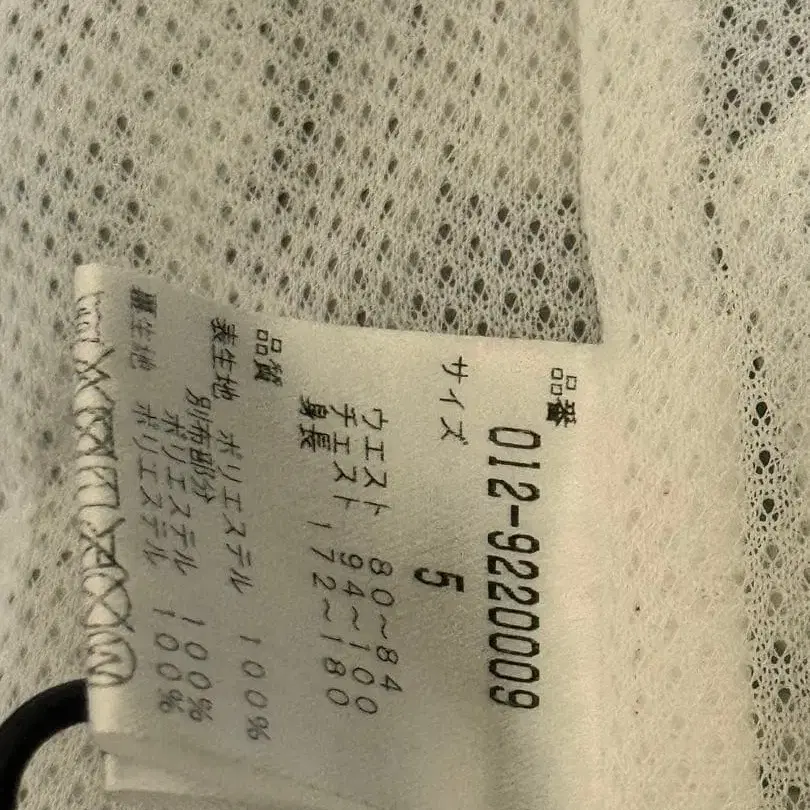 品番
012-9220009
サイズ 5
ウエスト 80~84
チェスト 94~100
身長 172~180
品質
表生地 ポリエステル 100%
別布部分
ポリエステル 100%
裏生地 ポリエステル 100%